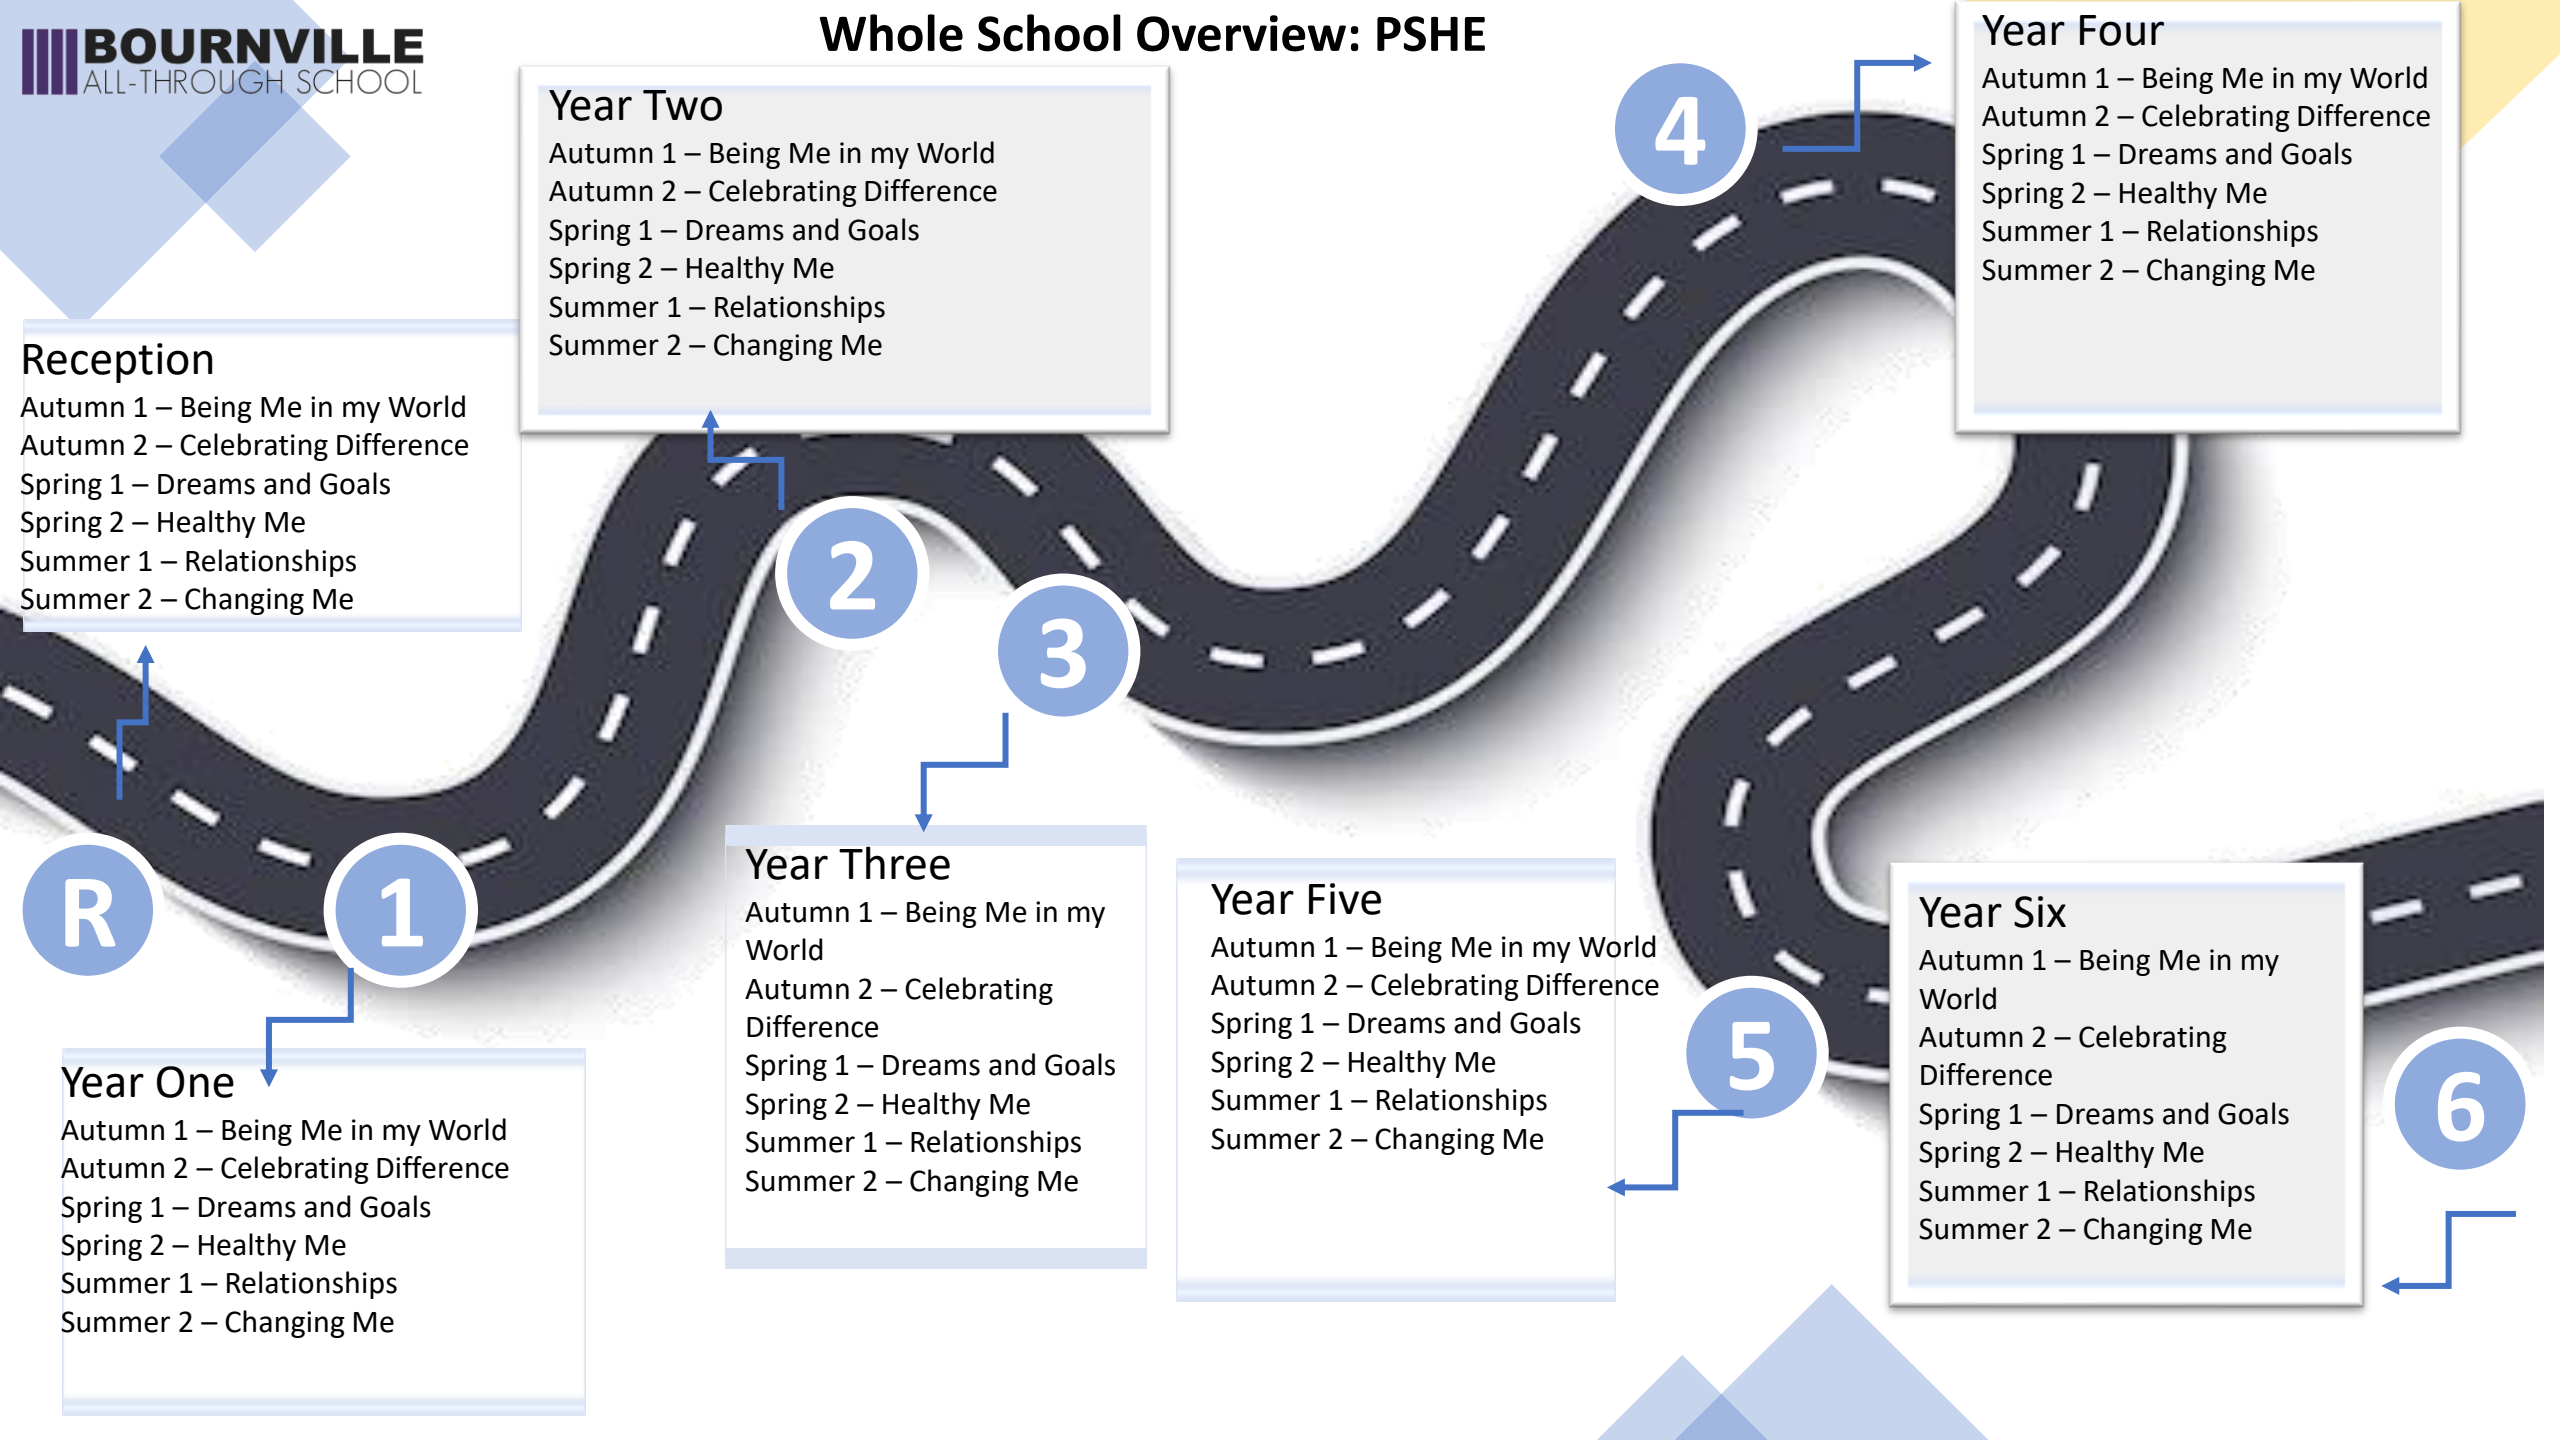 BOURNVILLE
ALL-THROUGH SCHOOL
Whole School Overview: PSHE
Reception
Autumn 1 – Being Me in my World
Autumn 2 – Celebrating Difference
Spring 1 – Dreams and Goals
Spring 2 – Healthy Me
Summer 1 – Relationships
Summer 2 – Changing Me
R
1
Year One
Autumn 1 – Being Me in my World
Autumn 2 – Celebrating Difference
Spring 1 – Dreams and Goals
Spring 2 – Healthy Me
Summer 1 – Relationships
Summer 2 – Changing Me
Year Two
Autumn 1 – Being Me in my World
Autumn 2 – Celebrating Difference
Spring 1 – Dreams and Goals
Spring 2 – Healthy Me
Summer 1 – Relationships
Summer 2 – Changing Me
2
3
Year Three
Autumn 1 – Being Me in my
World
Autumn 2 – Celebrating
Difference
Spring 1 – Dreams and Goals
Spring 2 – Healthy Me
Summer 1 – Relationships
Summer 2 – Changing Me
4
Year Four
Autumn 1 – Being Me in my World
Autumn 2 – Celebrating Difference
Spring 1 – Dreams and Goals
Spring 2 – Healthy Me
Summer 1 – Relationships
Summer 2 – Changing Me
Year Five
Autumn 1 – Being Me in my World
Autumn 2 – Celebrating Difference
Spring 1 – Dreams and Goals
Spring 2 – Healthy Me
Summer 1 – Relationships
Summer 2 – Changing Me
5
Year Six
Autumn 1 – Being Me in my
World
Autumn 2 – Celebrating
Difference
Spring 1 – Dreams and Goals
Spring 2 – Healthy Me
Summer 1 – Relationships
Summer 2 – Changing Me
6